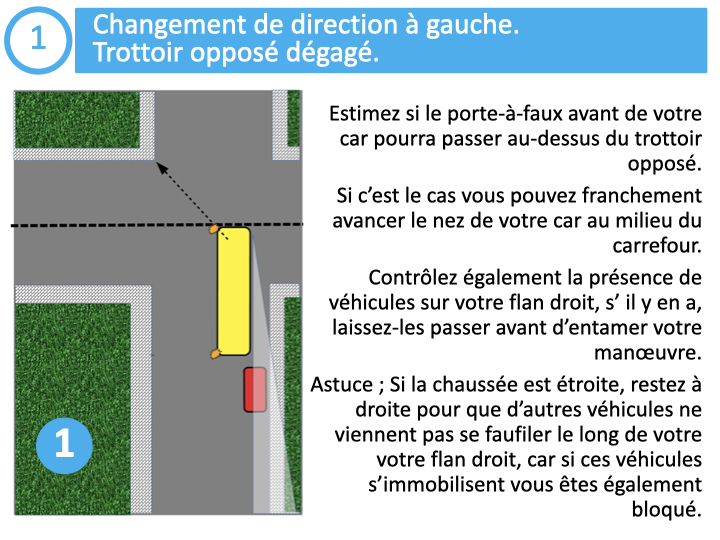 1
Changement de direction à gauche.
Trottoir opposé dégagé.
Estimez si le porte-à-faux avant de votre
car pourra passer au-dessus du trottoir
opposé.
Si c’est le cas vous pouvez franchement
avancer le nez de votre car au milieu du
carrefour.
Contrôlez également la présence de
véhicules sur votre flan droit, s’ il y en a,
laissez-les passer avant d’entamer votre
manœuvre.
Astuce ; Si la chaussée est étroite, restez à
droite pour que d’autres véhicules ne
viennent pas se faufiler le long de votre
votre flan droit, car si ces véhicules
s’immobilisent vous êtes également
bloqué.
1